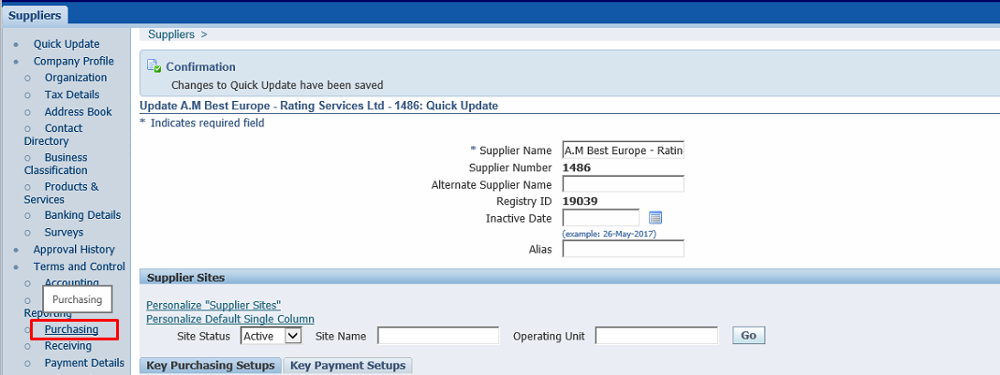 Suppliers
Quick Update
Company Profile
Organization
Tax Details
Address Book
Contact
Directory
Business
Classification
Products &
Services
Banking Details
Surveys
Approval History
Terms and Control
Accounting
Purchasing
Reporting
Purchasing
Receiving
Payment Details
Suppliers >
Confirmation
Changes to Quick Update have been saved
Update A.M Best Europe - Rating Services Ltd - 1486: Quick Update
* Indicates required field
* Supplier Name A.M Best Europe - Ratin
Supplier Number 1486
Alternate Supplier Name
Registry ID 19039
Inactive Date
(example: 26-May-2017)
Alias
Supplier Sites
Personalize "Supplier Sites"
Personalize Default Single Column
Site Status Active Site Name Operating Unit Go
Key Purchasing Setups Key Payment Setups